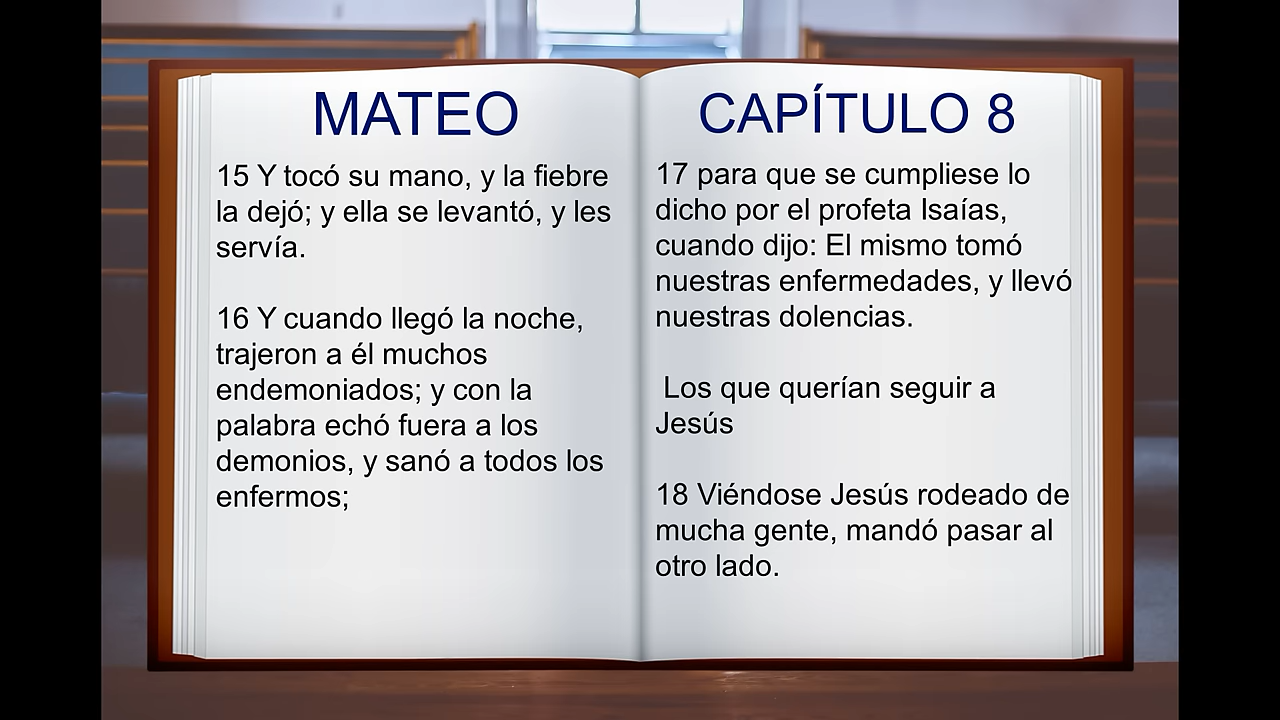 MATEO
15 Y tocó su mano, y la fiebre
la dejó; y ella se levantó, y les
servía.
16 Y cuando llegó la noche,
trajeron a él muchos
endemoniados; y con la
palabra echó fuera a los
demonios, y sanó a todos los
enfermos;
CAPÍTULO 8
17 para que se cumpliese lo
dicho por el profeta Isaías,
cuando dijo: El mismo tomó
nuestras enfermedades, y llevó
nuestras dolencias.
Los que querían seguir a
Jesús
18 Viéndose Jesús rodeado de
mucha gente, mandó pasar al
otro lado.